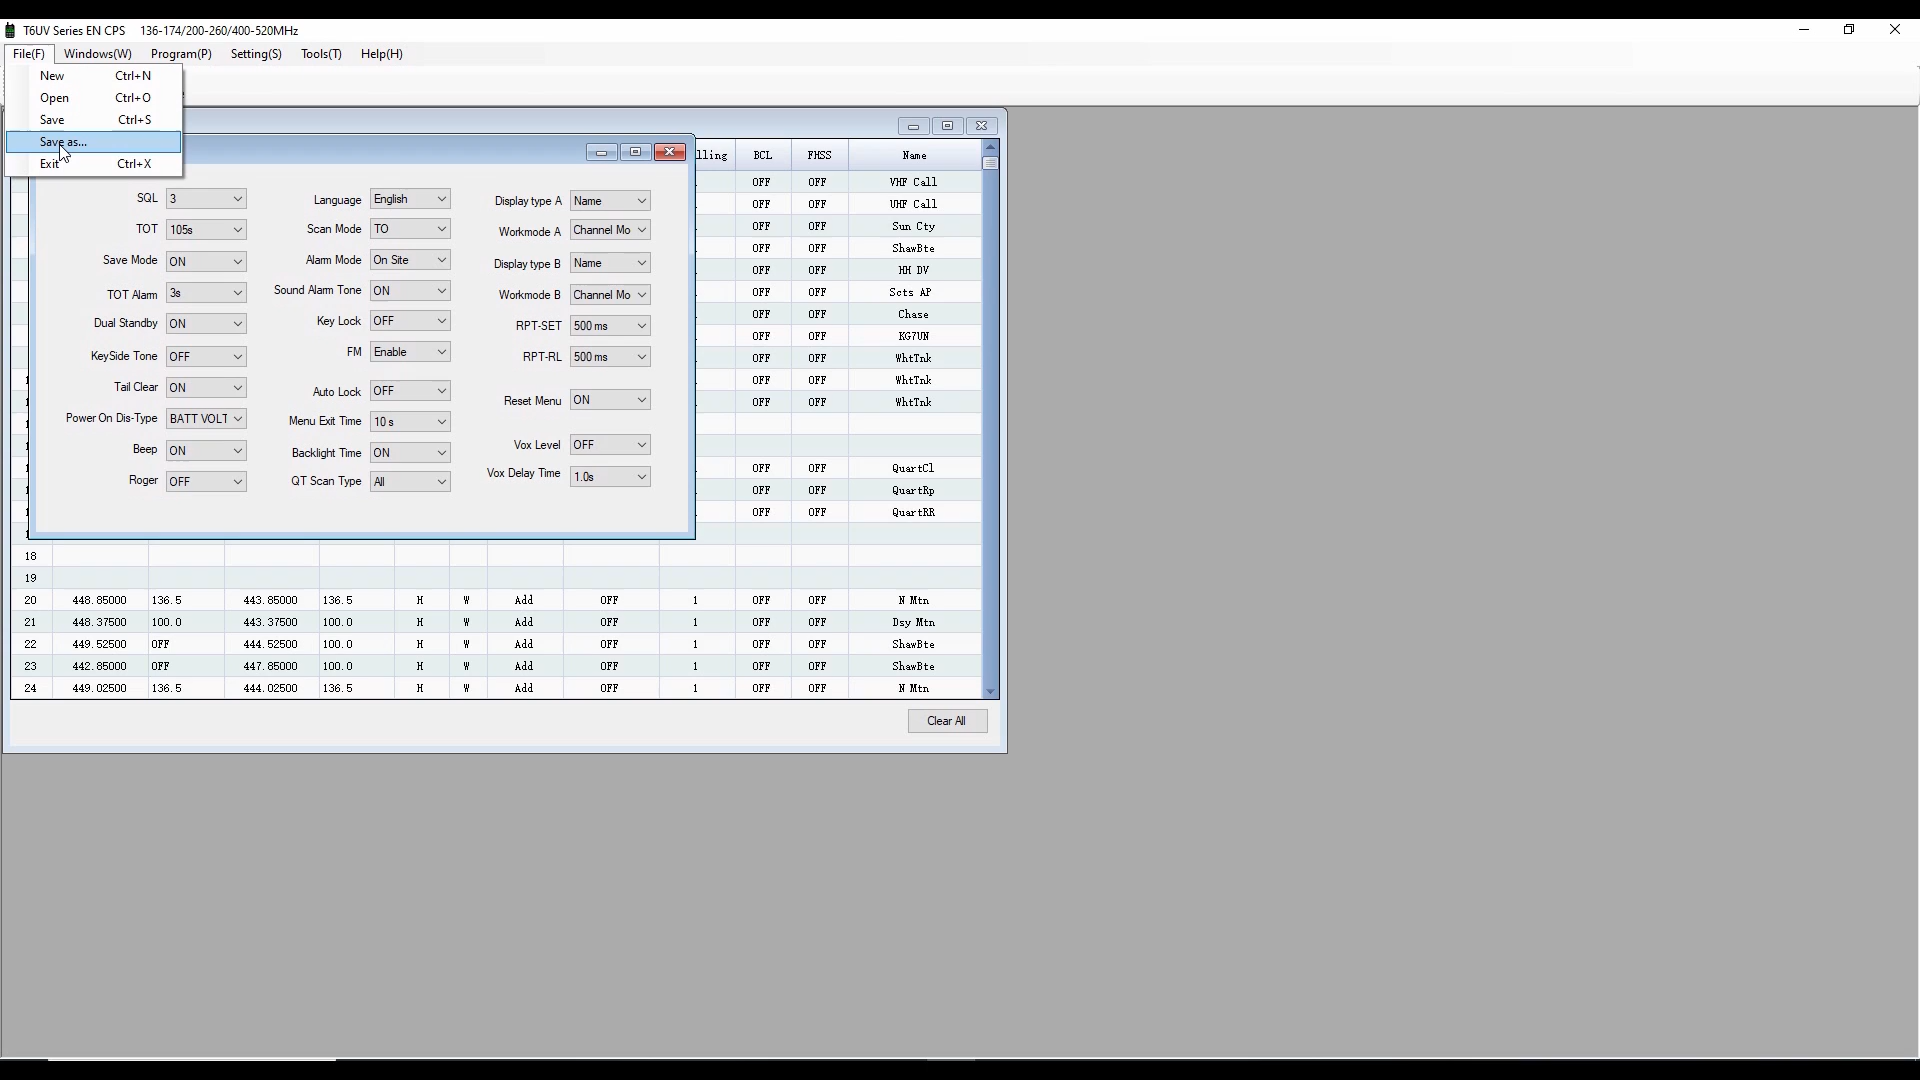 T6UV Series EN CPS 136-174/200-260/400-520MHz
File(F) Windows(W) Program(P) Setting(S) Tools(T) Help(H)
New Ctrl+N
Open Ctrl+O
Save Ctrl+S
Save as...
Exit Ctrl+X
SQL 3
TOT 105s
Save Mode ON
TOT Alarm 3s
Dual Standby ON
KeySide Tone OFF
Tail Clear ON
Power On Dis-Type BATT VOLT
Beep ON
Roger OFF
Language English
Scan Mode TO
Alarm Mode On Site
Sound Alarm Tone ON
Key Lock OFF
FM Enable
Auto Lock OFF
Menu Exit Time 10 s
Backlight Time ON
QT Scan Type All
Display type A Name
Workmode A Channel Mo
Display type B Name
Workmode B Channel Mo
RPT-SET 500 ms
RPT-RL 500 ms
Reset Menu ON
Vox Level OFF
Vox Delay Time 1.0s
lling BCL FHSS Name
OFF OFF VHF Call
OFF OFF UHF Call
OFF OFF Sun Cty
OFF OFF ShawBte
OFF OFF HH DV
OFF OFF Scts AP
OFF OFF Chase
OFF OFF KG7UN
OFF OFF WhtTnk
OFF OFF WhtTnk
OFF OFF WhtTnk
OFF OFF QuartCl
OFF OFF QuartRp
OFF OFF QuartRR
18
19
20 448.85000 136.5 443.85000 136.5 H W Add OFF 1 OFF OFF N Mtn
21 448.37500 100.0 443.37500 100.0 H W Add OFF 1 OFF OFF Dsy Mtn
22 449.52500 OFF 444.52500 100.0 H W Add OFF 1 OFF OFF ShawBte
23 442.85000 OFF 447.85000 100.0 H W Add OFF 1 OFF OFF ShawBte
24 449.02500 136.5 444.02500 136.5 H W Add OFF 1 OFF OFF N Mtn
Clear All